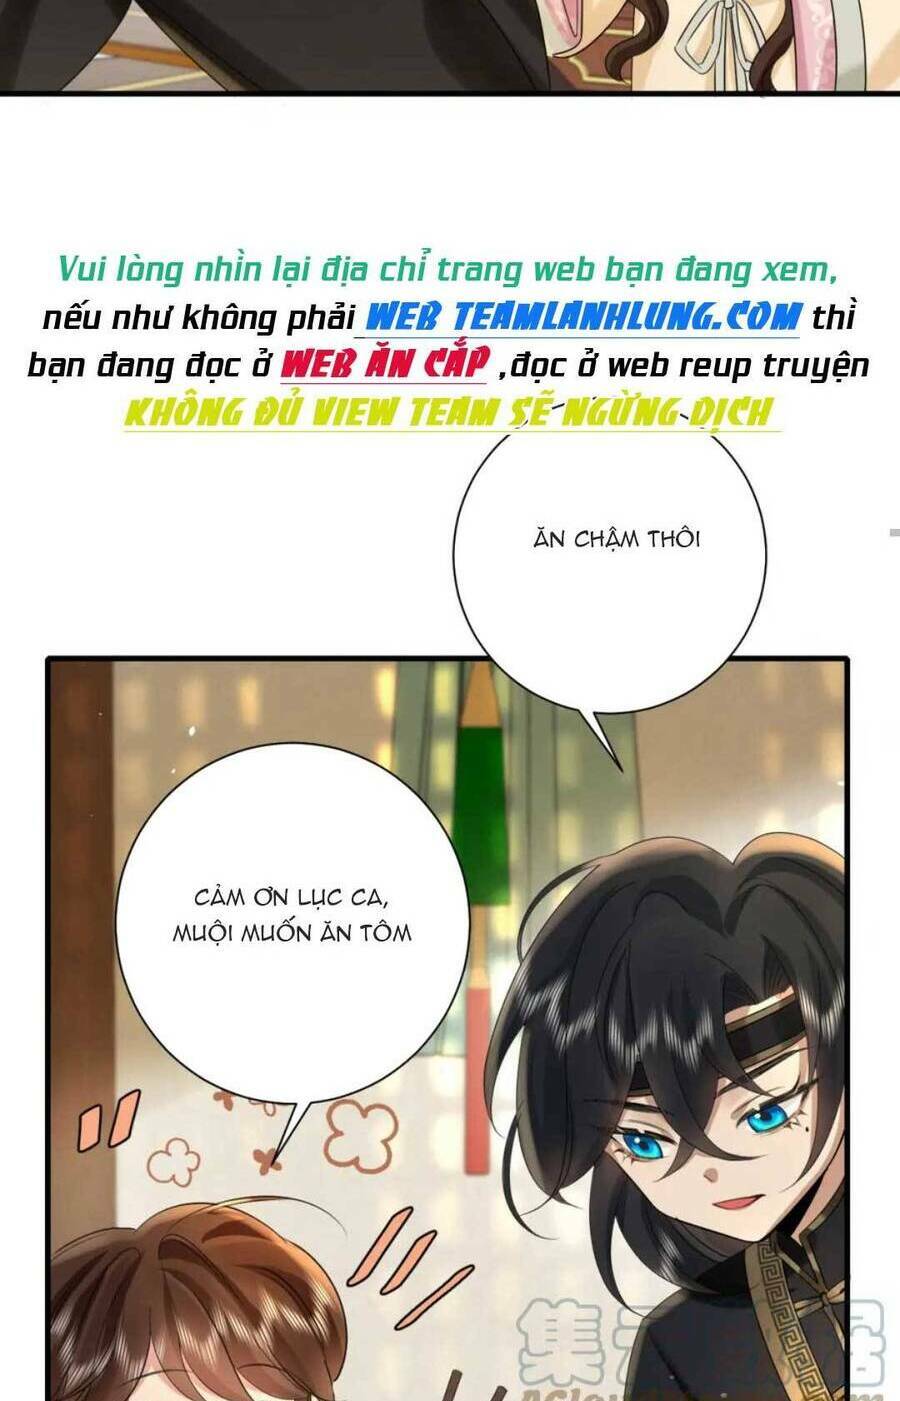 Vui lòng nhìn lại địa chỉ trang web bạn đang xem,
nếu như không phải WEB TEAMLANHLUNG.COM thì
bạn đang đọc ở WEB ĂN CẮP ,đọc ở web reup truyện
KHÔNG ĐỦ VIEW TEAM SẼ NGỪNG DỊCH
ĂN CHẬM THÔI
CẢM ƠN LỤC CA,
MUỘI MUỐN ĂN TÔM